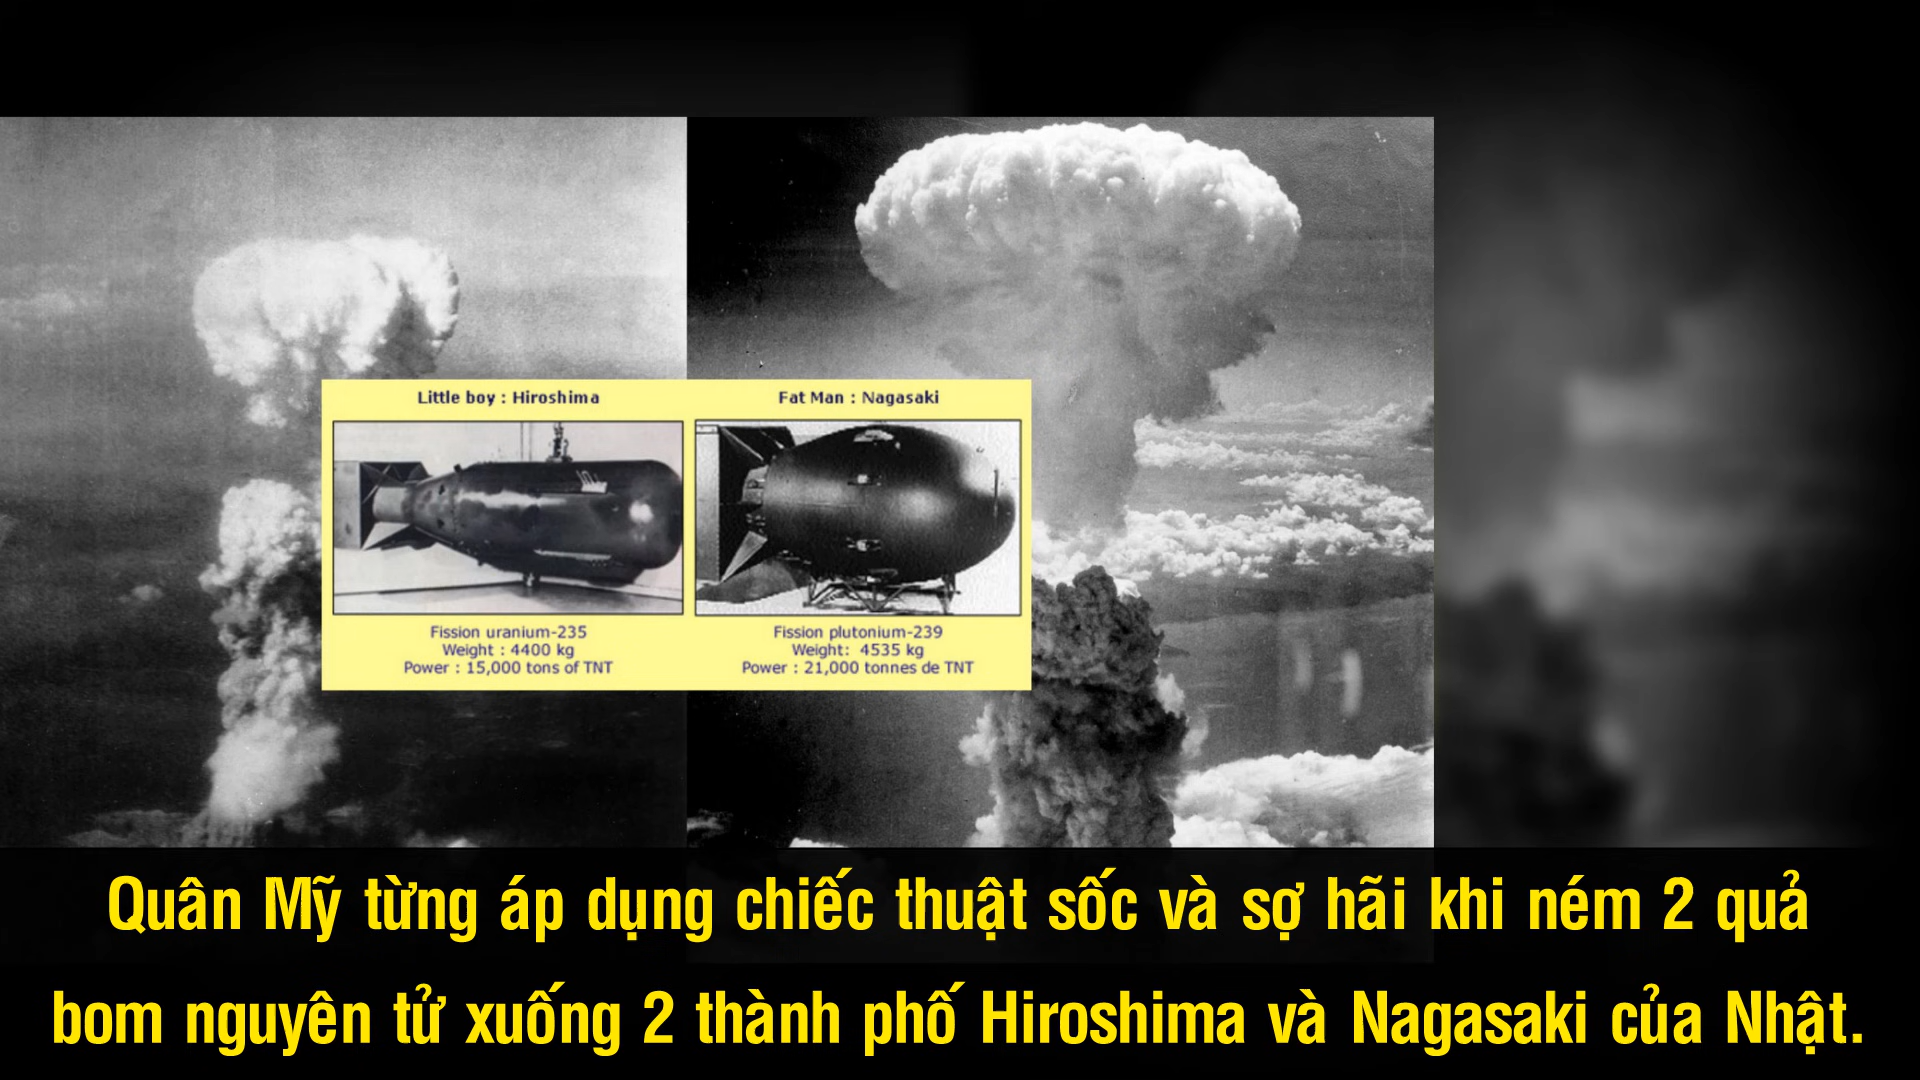 Little boy : Hiroshima
Fat Man : Nagasaki
Fission uranium-235
Weight : 4400 kg
Power : 15,000 tons of TNT
Fission plutonium-239
Weight: 4535 kg
Power : 21,000 tonnes de TNT
Quân Mỹ từng áp dụng chiếc thuật sốc và sợ hãi khi ném 2 quả
bom nguyên tử xuống 2 thành phố Hiroshima và Nagasaki của Nhật.